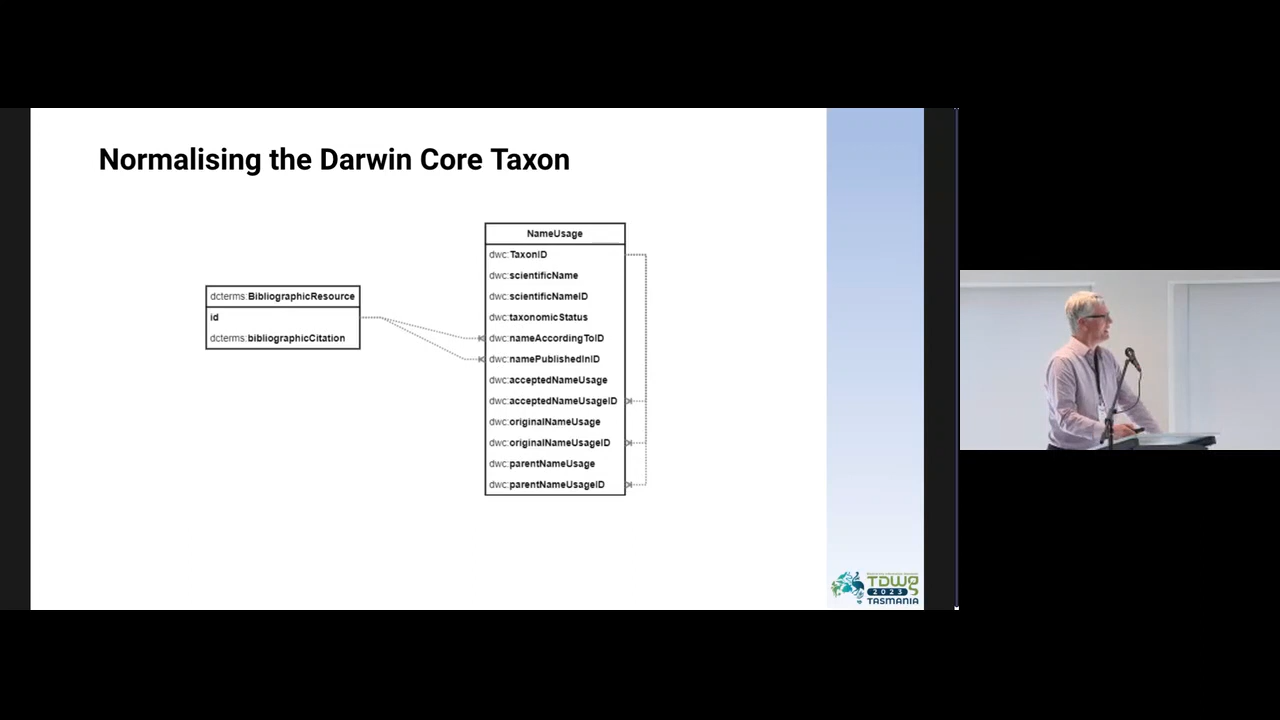 Normalising the Darwin Core Taxon
dcterms:BibliographicResource
id
dcterms:bibliographicCitation
NameUsage
dwc:TaxonID
dwc:scientificName
dwc:scientificNameID
dwc:taxonomicStatus
dwc:nameAccordingToID
dwc:namePublishedInID
dwc:acceptedNameUsage
dwc:acceptedNameUsageID
dwc:originalNameUsage
dwc:originalNameUsageID
dwc:parentNameUsage
dwc:parentNameUsageID
TDWG
2023
TASMANIA